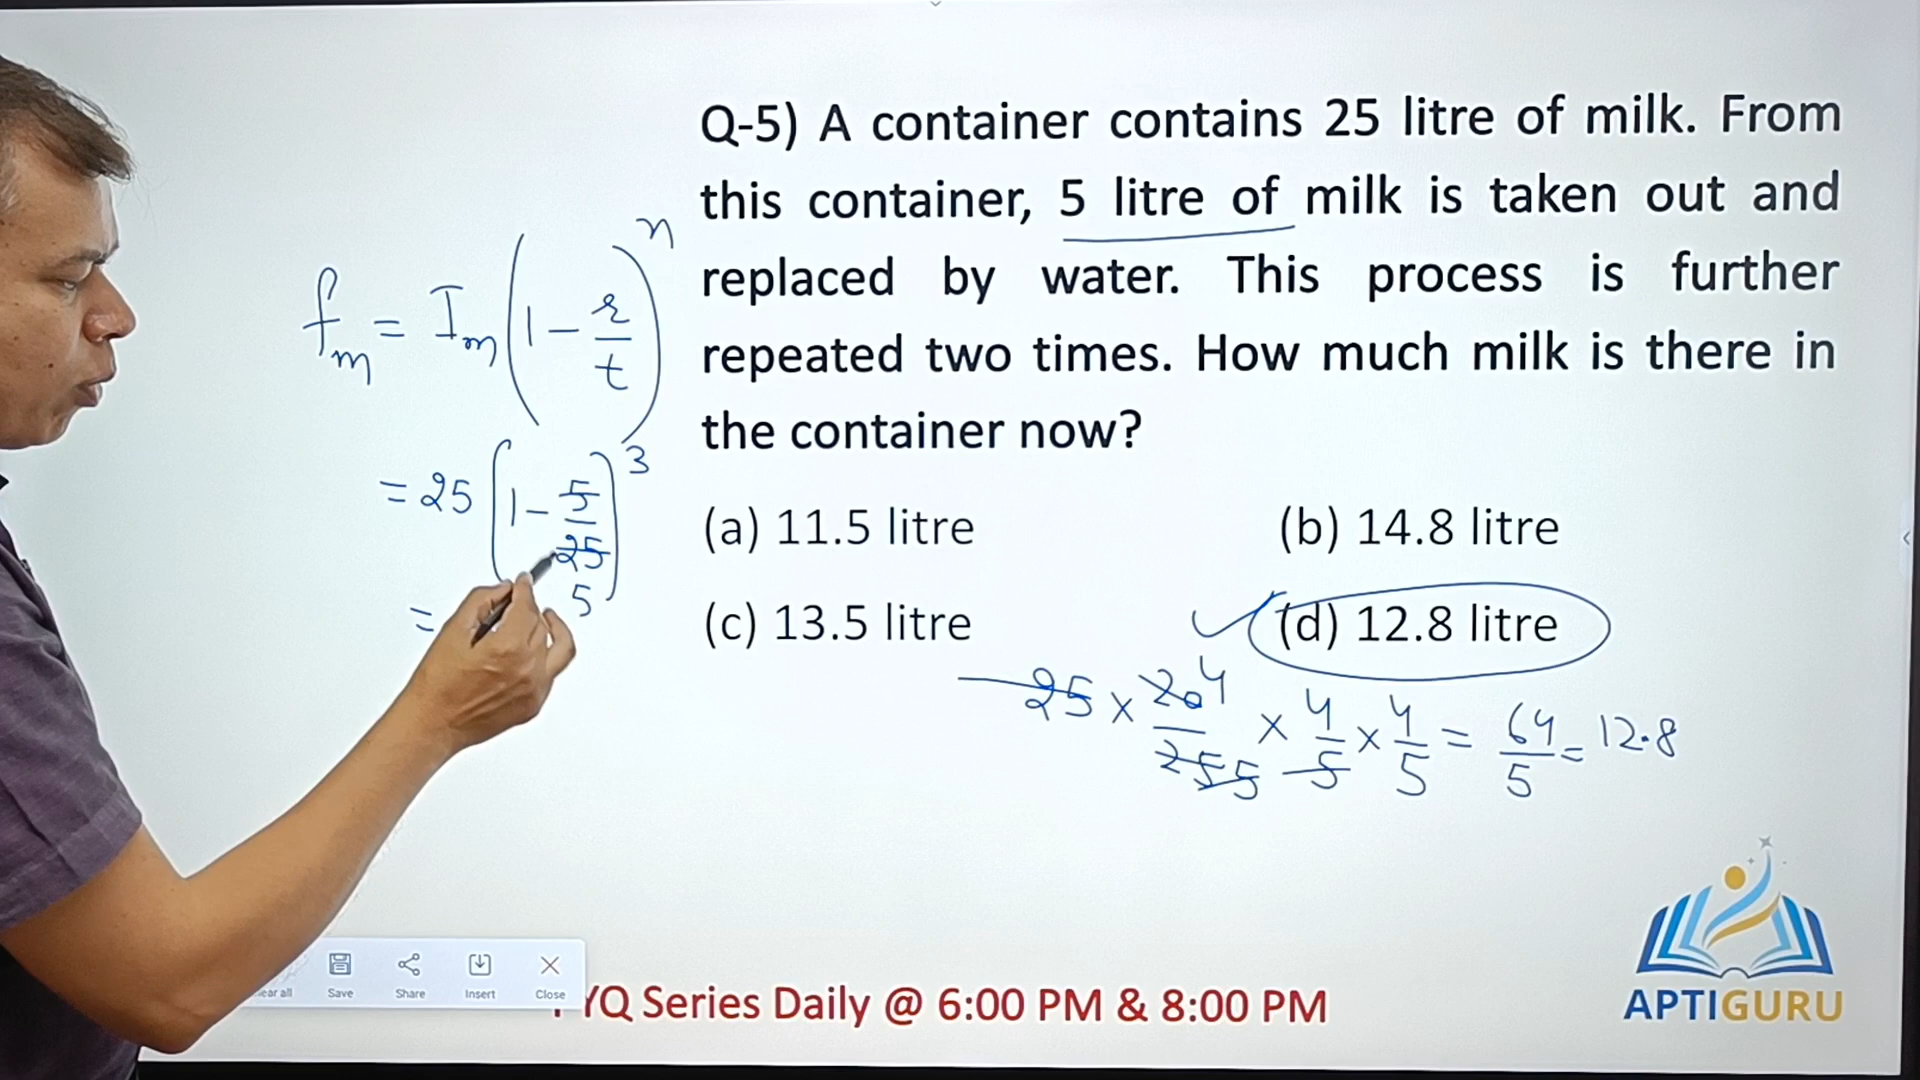 Q-5) A container contains 25 litre of milk. From
this container, 5 litre of milk is taken out and
replaced by water. This process is further
repeated two times. How much milk is there in
the container now?
(a) 11.5 litre
(b) 14.8 litre
(c) 13.5 litre
(d) 12.8 litre
fm = Im (1 - r/t)^n
= 25 (1 - 5/25 5)^3
=
25 × 20 4/25 5 × 4/5 × 4/5 = 64/5 = 12.8
Save
Share
Insert
Close
YQ Series Daily @ 6:00 PM & 8:00 PM
APTIGURU